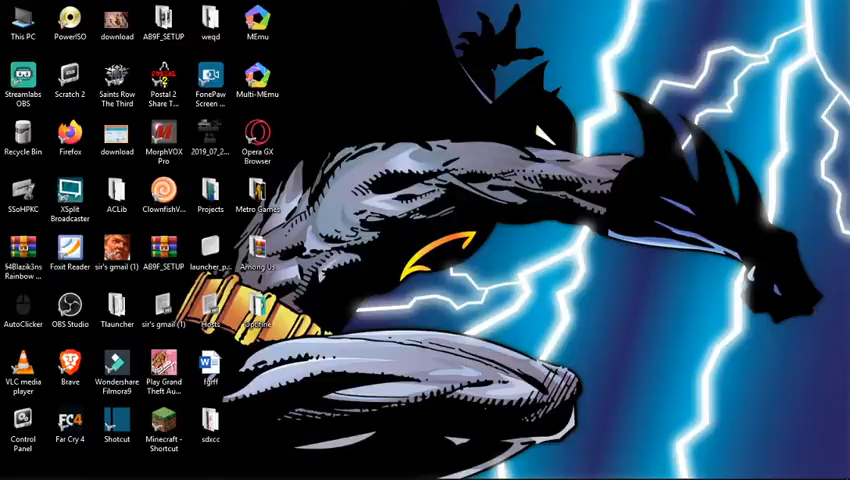 This PC
PowerISO
download
AB9F_SETUP
weqd
MEmu
Streamlabs
OBS
Scratch 2
Saints Row
The Third
Postal 2
Share T...
FonePaw
Screen ...
Multi-MEmu
Recycle Bin
Firefox
download
MorphVOX
Pro
2019_07_2...
Opera GX
Browser
SSoHPKC
XSplit
Broadcaster
ACLib
ClownfishV...
Projects
Metro Games
Rainbow ...
Foxit Reader
sir's gmail (1)
AB9F_SETUP
launcher_p...
Among Us
AutoClicker
OBS Studio
Tlauncher
sir's gmail (1)
Hosts
Optifine
VLC media
player
Brave
Wondershare
Filmora9
Play Grand
Theft Au...
fgjff
Control
Panel
FC4
Far Cry 4
Shotcut
Minecraft -
Shortcut
sdxcc